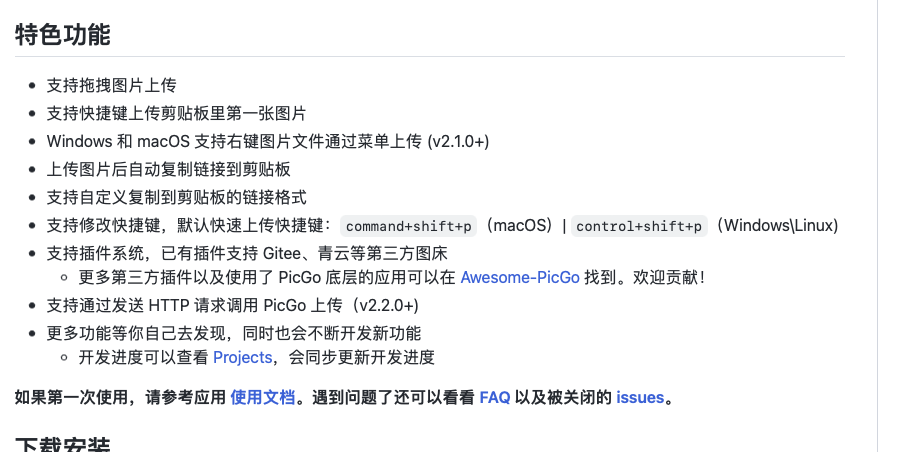 特色功能
支持拖拽图片上传
支持快捷键上传剪贴板里第一张图片
Windows 和 macOS 支持右键图片文件通过菜单上传 (v2.1.0+)
上传图片后自动复制链接到剪贴板
支持自定义复制到剪贴板的链接格式
支持修改快捷键，默认快速上传快捷键：command+shift+p（macOS）| control+shift+p（Windows\Linux)
支持插件系统，已有插件支持 Gitee、青云等第三方图床
更多第三方插件以及使用了 PicGo 底层的应用可以在 Awesome-PicGo 找到。欢迎贡献！
支持通过发送 HTTP 请求调用 PicGo 上传（v2.2.0+)
更多功能等你自己去发现，同时也会不断开发新功能
开发进度可以查看 Projects，会同步更新开发进度
如果第一次使用，请参考应用 使用文档。遇到问题了还可以看看 FAQ 以及被关闭的 issues。
下载安装